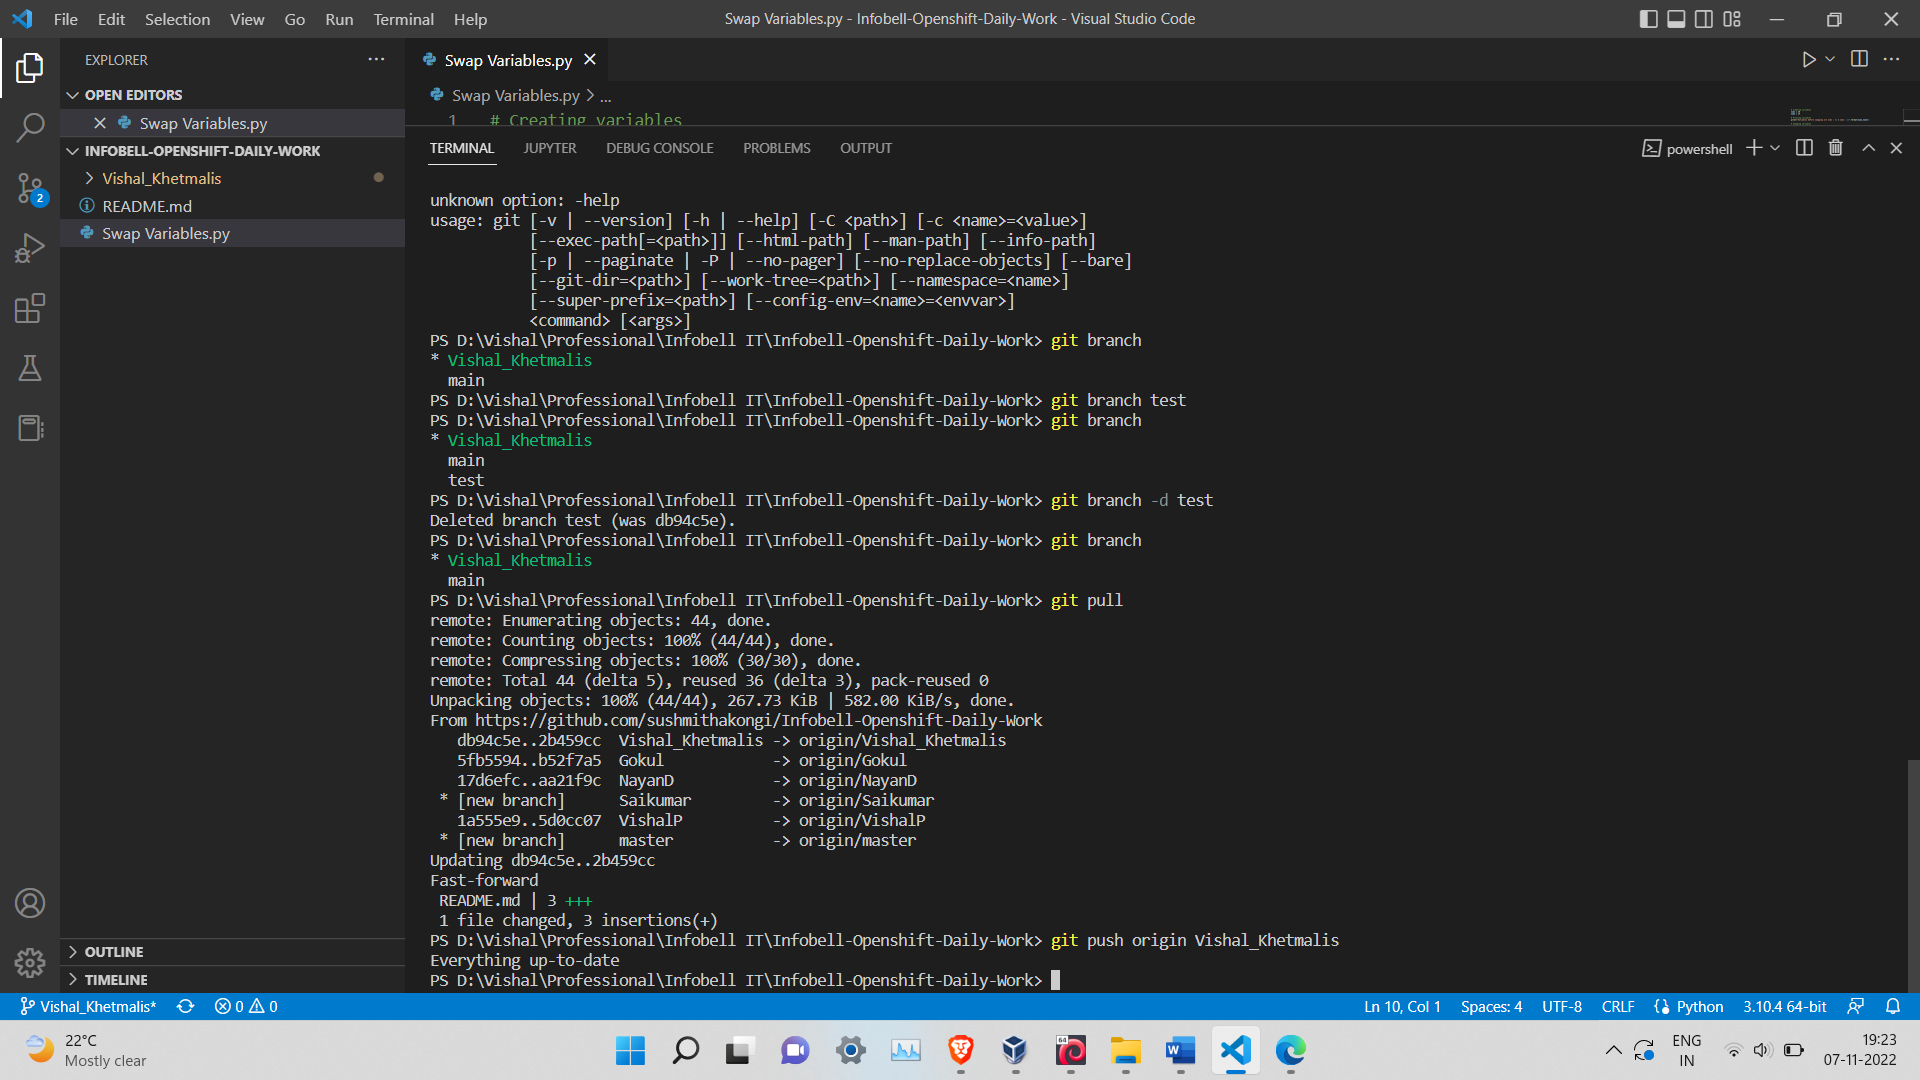 File Edit Selection View Go Run Terminal Help
Swap Variables.py - Infobell-Openshift-Daily-Work - Visual Studio Code
EXPLORER
OPEN EDITORS
Swap Variables.py
INFOBELL-OPENSHIFT-DAILY-WORK
Vishal_Khetmalis
README.md
Swap Variables.py
OUTLINE
TIMELINE
2
Swap Variables.py
Swap Variables.py > ...
1 # Creating variables
TERMINAL JUPYTER DEBUG CONSOLE PROBLEMS OUTPUT
powershell
unknown option: -help
usage: git [-v | --version] [-h | --help] [-C <path>] [-c <name>=<value>]
[--exec-path[=<path>]] [--html-path] [--man-path] [--info-path]
[-p | --paginate | -P | --no-pager] [--no-replace-objects] [--bare]
[--git-dir=<path>] [--work-tree=<path>] [--namespace=<name>]
[--super-prefix=<path>] [--config-env=<name>=<envvar>]
<command> [<args>]
PS D:\Vishal\Professional\Infobell IT\Infobell-Openshift-Daily-Work> git branch
* Vishal_Khetmalis
main
PS D:\Vishal\Professional\Infobell IT\Infobell-Openshift-Daily-Work> git branch test
PS D:\Vishal\Professional\Infobell IT\Infobell-Openshift-Daily-Work> git branch
* Vishal_Khetmalis
main
test
PS D:\Vishal\Professional\Infobell IT\Infobell-Openshift-Daily-Work> git branch -d test
Deleted branch test (was db94c5e).
PS D:\Vishal\Professional\Infobell IT\Infobell-Openshift-Daily-Work> git branch
* Vishal_Khetmalis
main
PS D:\Vishal\Professional\Infobell IT\Infobell-Openshift-Daily-Work> git pull
remote: Enumerating objects: 44, done.
remote: Counting objects: 100% (44/44), done.
remote: Compressing objects: 100% (30/30), done.
remote: Total 44 (delta 5), reused 36 (delta 3), pack-reused 0
Unpacking objects: 100% (44/44), 267.73 KiB | 582.00 KiB/s, done.
From https://github.com/sushmithakongi/Infobell-Openshift-Daily-Work
db94c5e..2b459cc Vishal_Khetmalis -> origin/Vishal_Khetmalis
5fb5594..b52f7a5 Gokul -> origin/Gokul
17d6efc..aa21f9c NayanD -> origin/NayanD
* [new branch] Saikumar -> origin/Saikumar
1a555e9..5d0cc07 VishalP -> origin/VishalP
* [new branch] master -> origin/master
Updating db94c5e..2b459cc
Fast-forward
README.md | 3 +++
1 file changed, 3 insertions(+)
PS D:\Vishal\Professional\Infobell IT\Infobell-Openshift-Daily-Work> git push origin Vishal_Khetmalis
Everything up-to-date
PS D:\Vishal\Professional\Infobell IT\Infobell-Openshift-Daily-Work>
Vishal_Khetmalis* 0 0
Ln 10, Col 1 Spaces: 4 UTF-8 CRLF Python 3.10.4 64-bit
22°C
Mostly clear
64
ENG
IN
19:23
07-11-2022